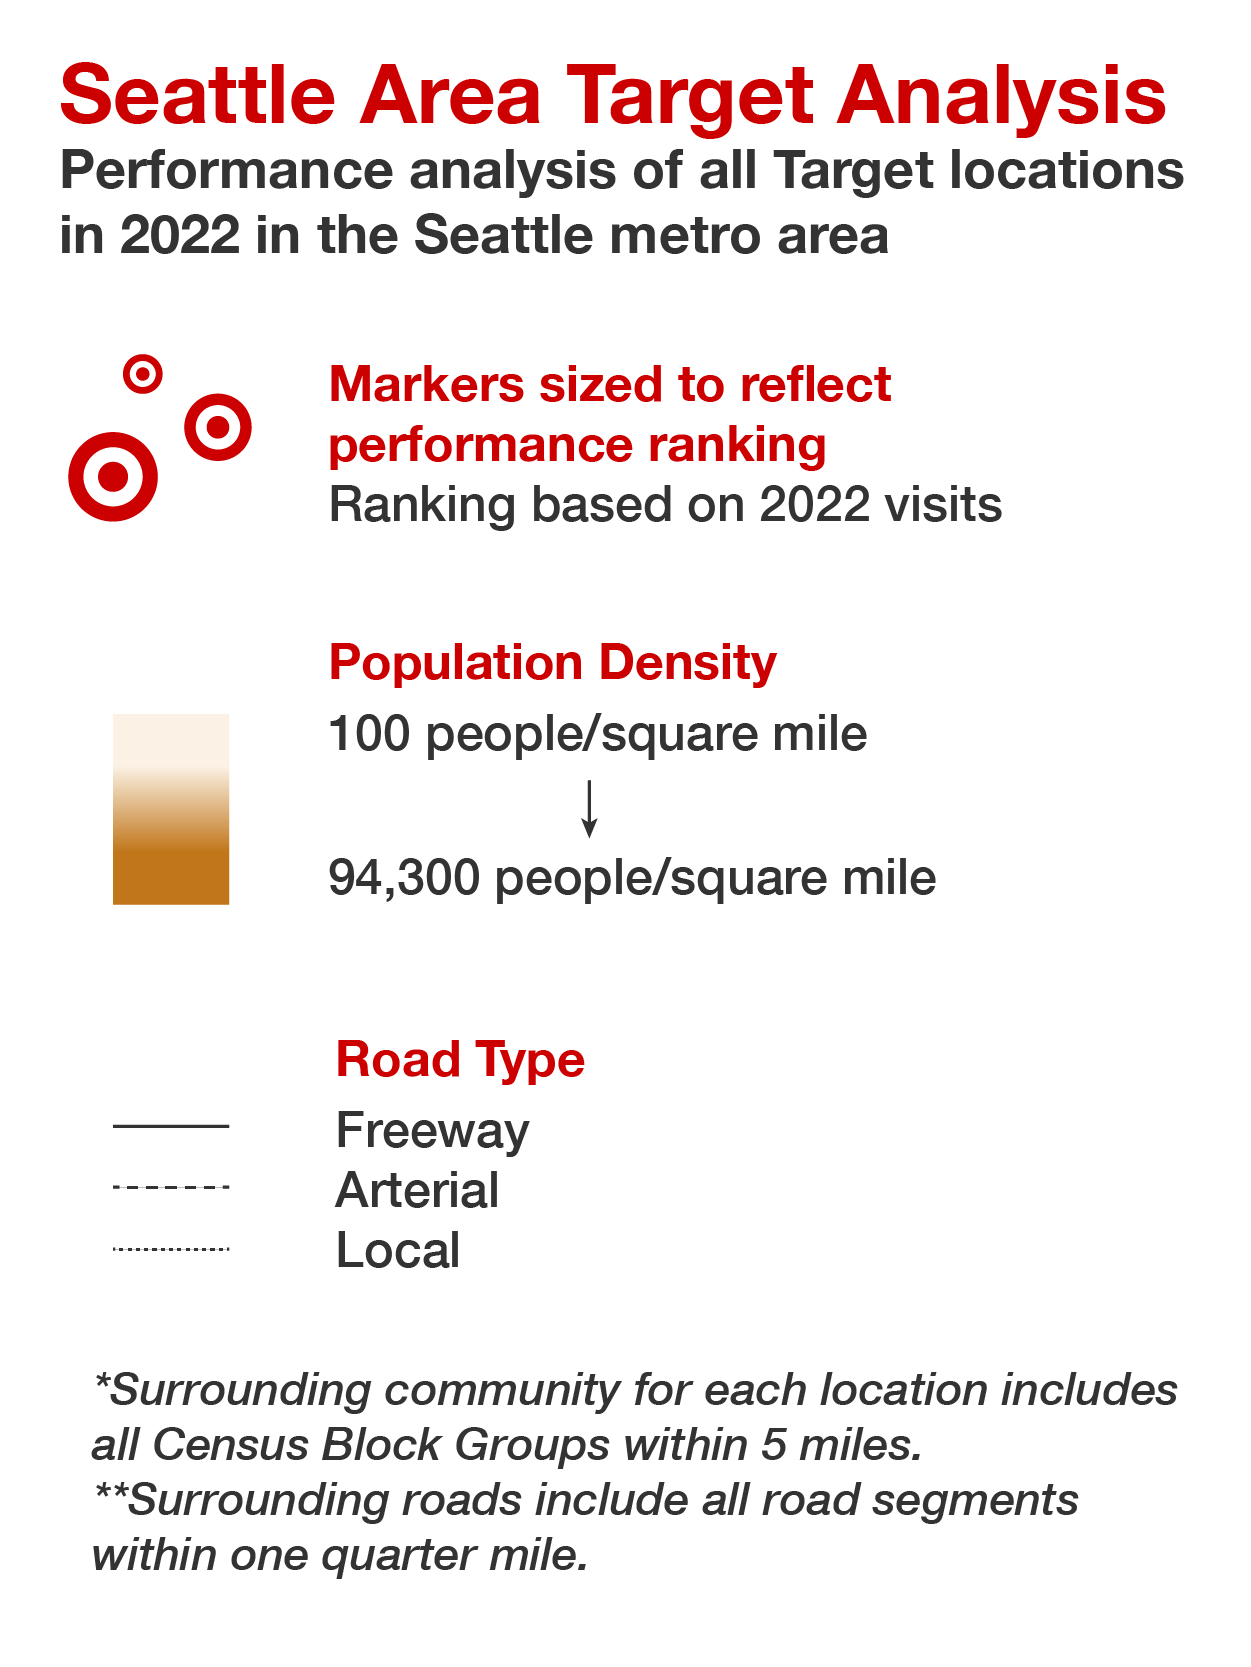 Seattle Area Target Analysis
Performance analysis of all Target locations
in 2022 in the Seattle metro area
Markers sized to reflect
performance ranking
Ranking based on 2022 visits
Population Density
100 people/square mile
94,300 people/square mile
Road Type
Freeway
Arterial
Local
*Surrounding community for each location includes
all Census Block Groups within 5 miles.
**Surrounding roads include all road segments
within one quarter mile.